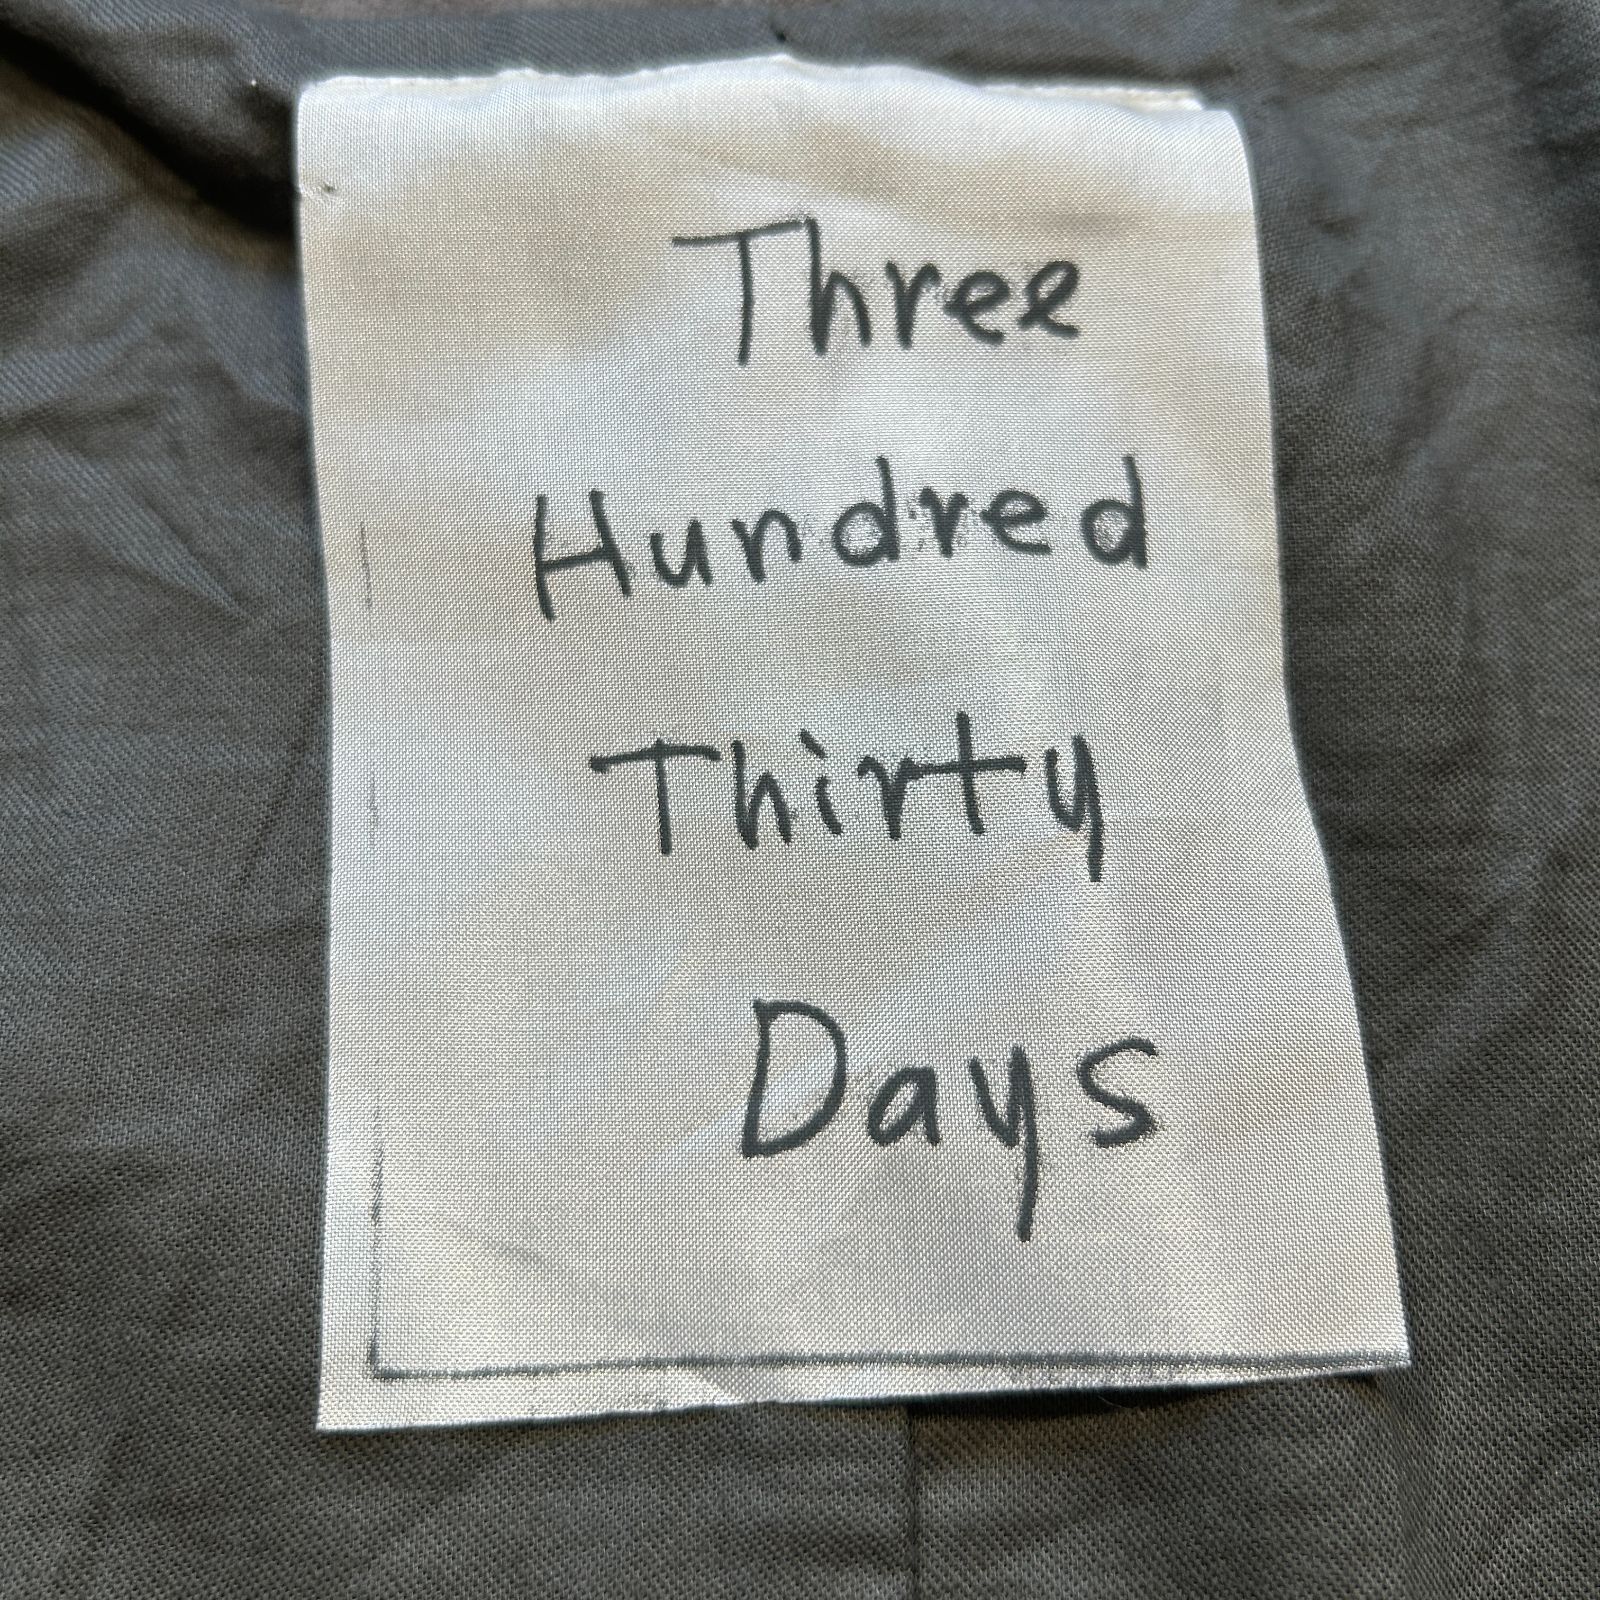 Three
Hundred
Thirty
Days